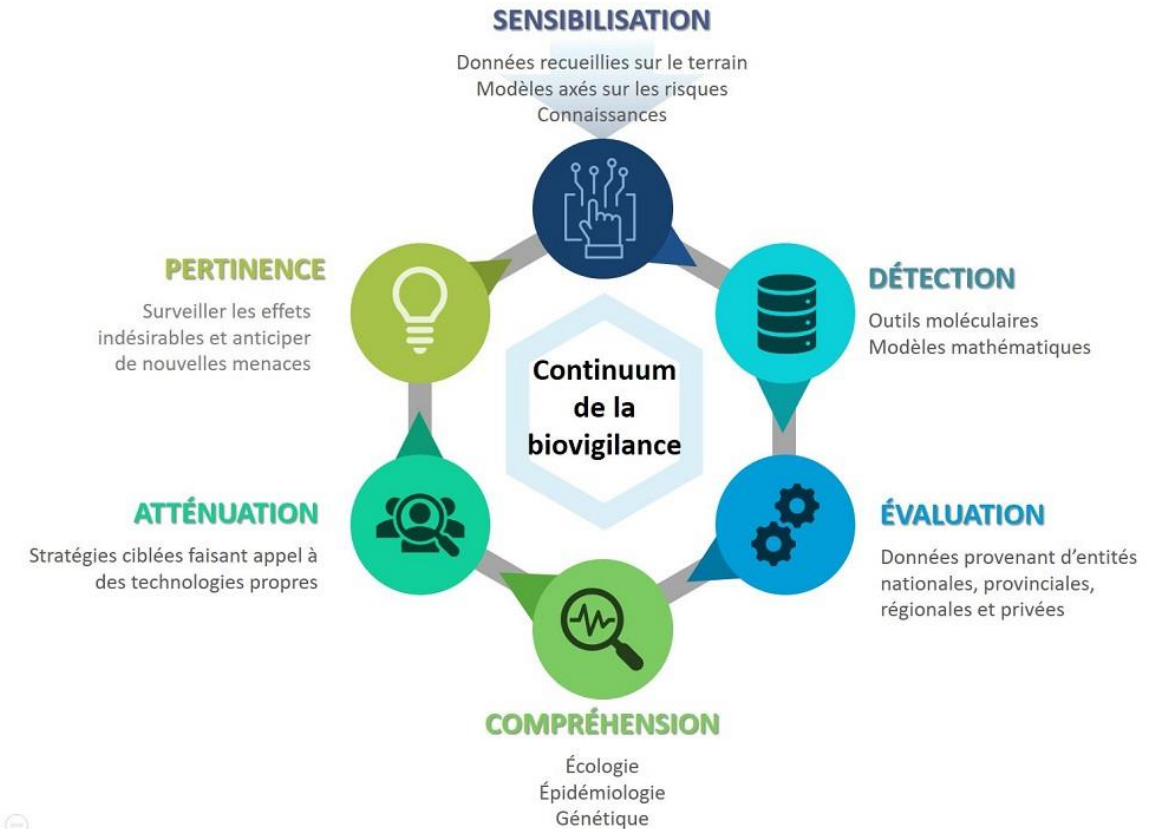 SENSIBILISATION
Données recueillies sur le terrain
Modèles axés sur les risques
Connaissances
PERTINENCE
Surveiller les effets
indésirables et anticiper
de nouvelles menaces
DÉTECTION
Outils moléculaires
Modèles mathématiques
Continuum
de la
biovigilance
ATTÉNUATION
Stratégies ciblées faisant appel à
des technologies propres
ÉVALUATION
Données provenant d’entités
nationales, provinciales,
régionales et privées
COMPRÉHENSION
Écologie
Épidémiologie
Génétique